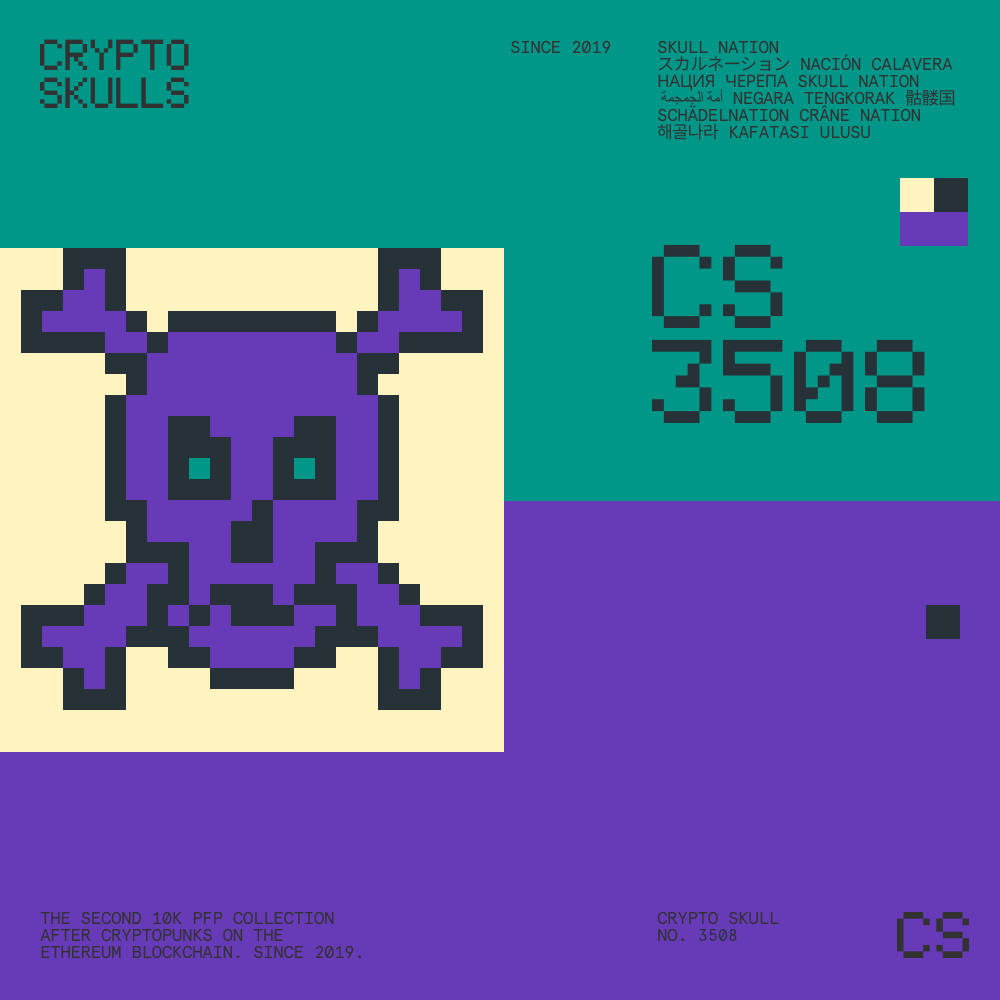 CRYPTO
SKULLS
SINCE 2019
SKULL NATION
スカルネーション NACIÓN CALAVERA
НАЦИЯ ЧЕРЕПА SKULL NATION
أمة الجمجمة NEGARA TENGKORAK 骷髅国
SCHÄDELNATION CRÂNE NATION
해골나라 KAFATASI ULUSU
CS
3508
THE SECOND 10K PFP COLLECTION
AFTER CRYPTOPUNKS ON THE
ETHEREUM BLOCKCHAIN. SINCE 2019.
CRYPTO SKULL
NO. 3508
CS